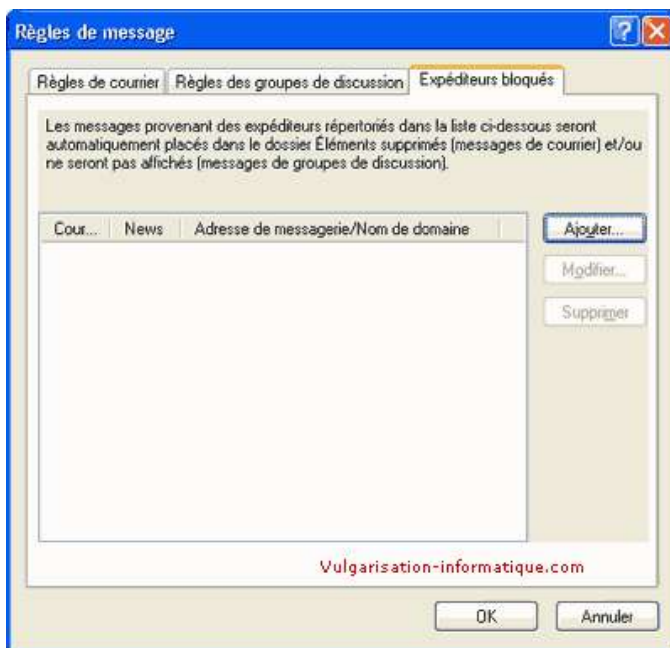 Règles de message
Règles de courrier Règles des groupes de discussion Expéditeurs bloqués
Les messages provenant des expéditeurs répertoriés dans la liste ci-dessous seront
automatiquement placés dans le dossier Éléments supprimés (messages de courrier) et/ou
ne seront pas affichés (messages de groupes de discussion).
Cour... News Adresse de messagerie/Nom de domaine
Ajouter...
Modifier...
Supprimer
Vulgarisation-informatique.com
OK Annuler